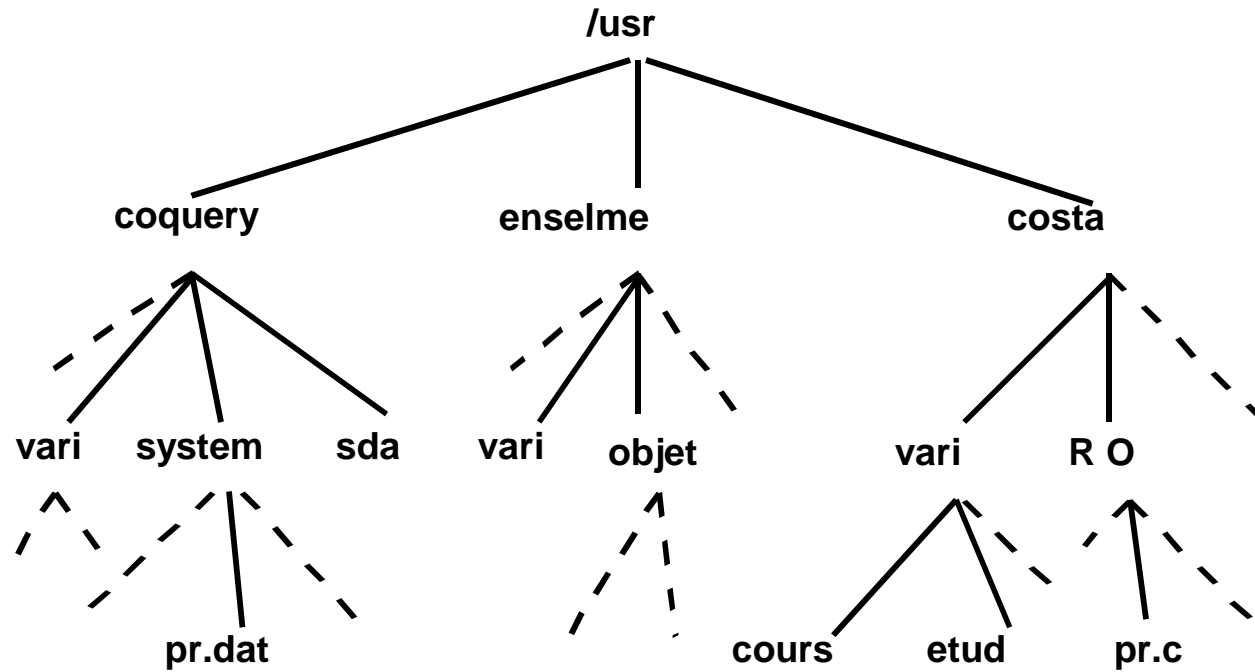 /usr
coquery enselme costa
vari system sda vari objet vari R O
pr.dat cours etud pr.c